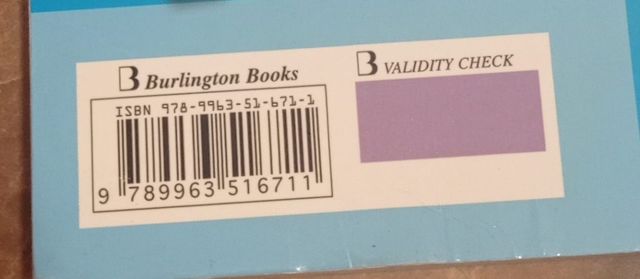 B Burlington Books
ISBN 978-9963-51-671-1
9 789963 516711
B VALIDITY CHECK